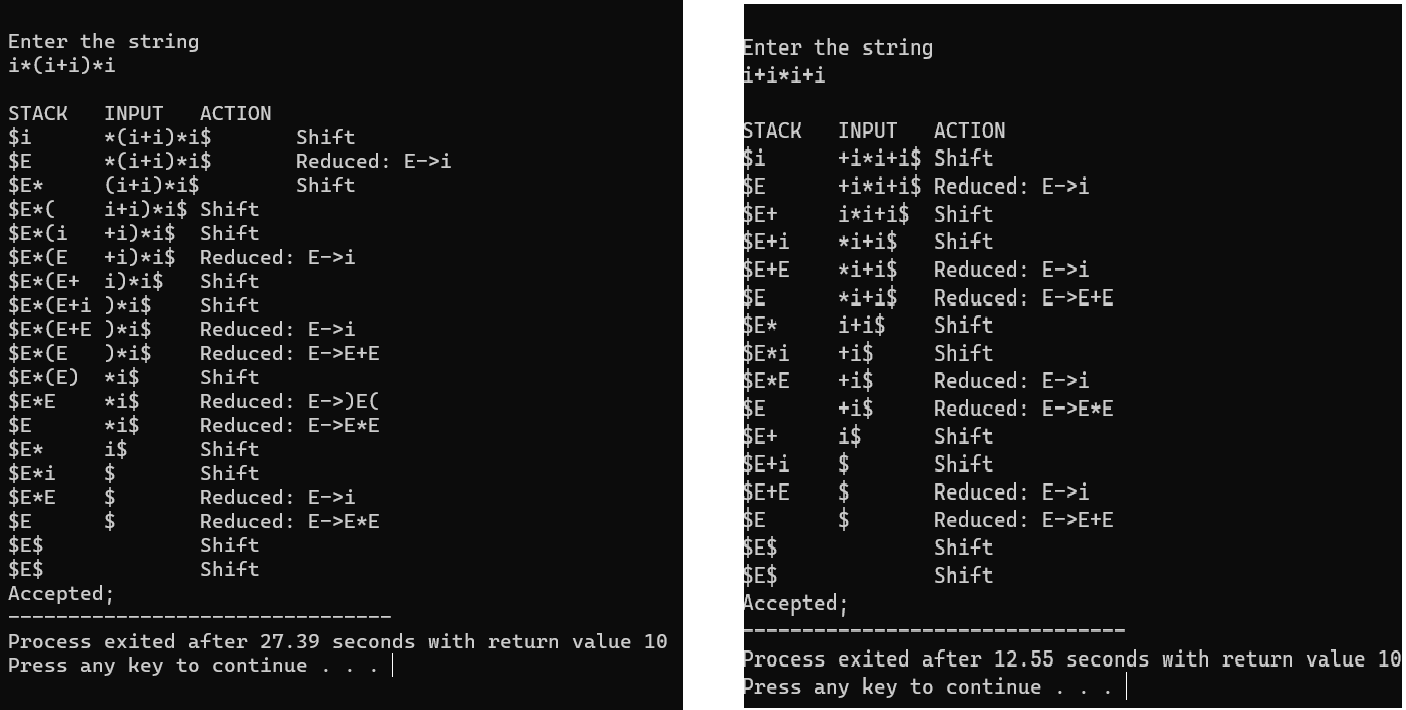 Enter the string
i*(i+i)*i
STACK INPUT ACTION
$i *(i+i)*i$ Shift
$E *(i+i)*i$ Reduced: E->i
$E* (i+i)*i$ Shift
$E*( i+i)*i$ Shift
$E*(i +i)*i$ Shift
$E*(E +i)*i$ Reduced: E->i
$E*(E+ i)*i$ Shift
$E*(E+i )*i$ Shift
$E*(E+E )*i$ Reduced: E->i
$E*(E )*i$ Reduced: E->E+E
$E*(E) *i$ Shift
$E*E *i$ Reduced: E->)E(
$E *i$ Reduced: E->E*E
$E* i$ Shift
$E*i $ Shift
$E*E $ Reduced: E->i
$E $ Reduced: E->E*E
$E$ Shift
$E$ Shift
Accepted;
--------------------------------
Process exited after 27.39 seconds with return value 10
Press any key to continue . . .
Enter the string
i+i*i+i
STACK INPUT ACTION
$i +i*i+i$ Shift
$E +i*i+i$ Reduced: E->i
$E+ i*i+i$ Shift
$E+i *i+i$ Shift
$E+E *i+i$ Reduced: E->i
$E *i+i$ Reduced: E->E+E
$E* i+i$ Shift
$E*i +i$ Shift
$E*E +i$ Reduced: E->i
$E +i$ Reduced: E->E*E
$E+ i$ Shift
$E+i $ Shift
$E+E $ Reduced: E->i
$E $ Reduced: E->E+E
$E$ Shift
$E$ Shift
Accepted;
--------------------------------
Process exited after 12.55 seconds with return value 10
Press any key to continue . . .